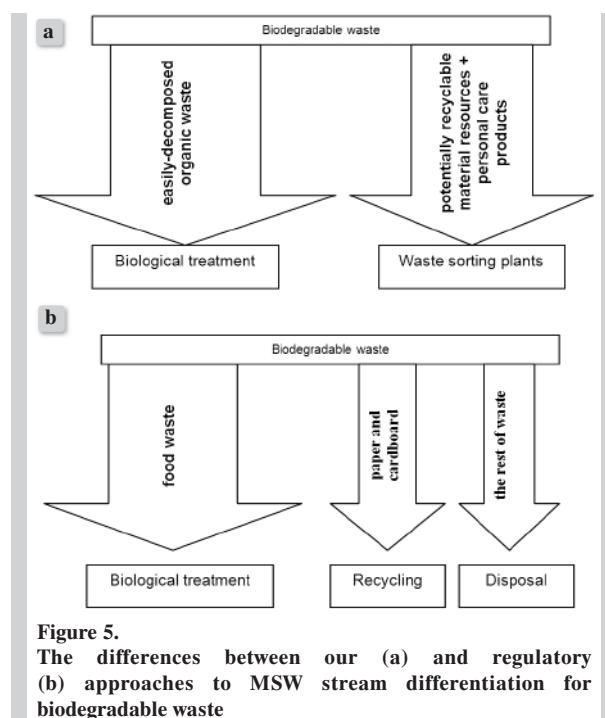 a
Biodegradable waste
easily-decomposed
organic waste
potentially recyclable
material resources +
personal care
products
Biological treatment
Waste sorting plants
b
Biodegradable waste
food waste
paper and
cardboard
the rest of waste
Biological treatment
Recycling
Disposal
Figure 5.
The differences between our (a) and regulatory
(b) approaches to MSW stream differentiation for
biodegradable waste